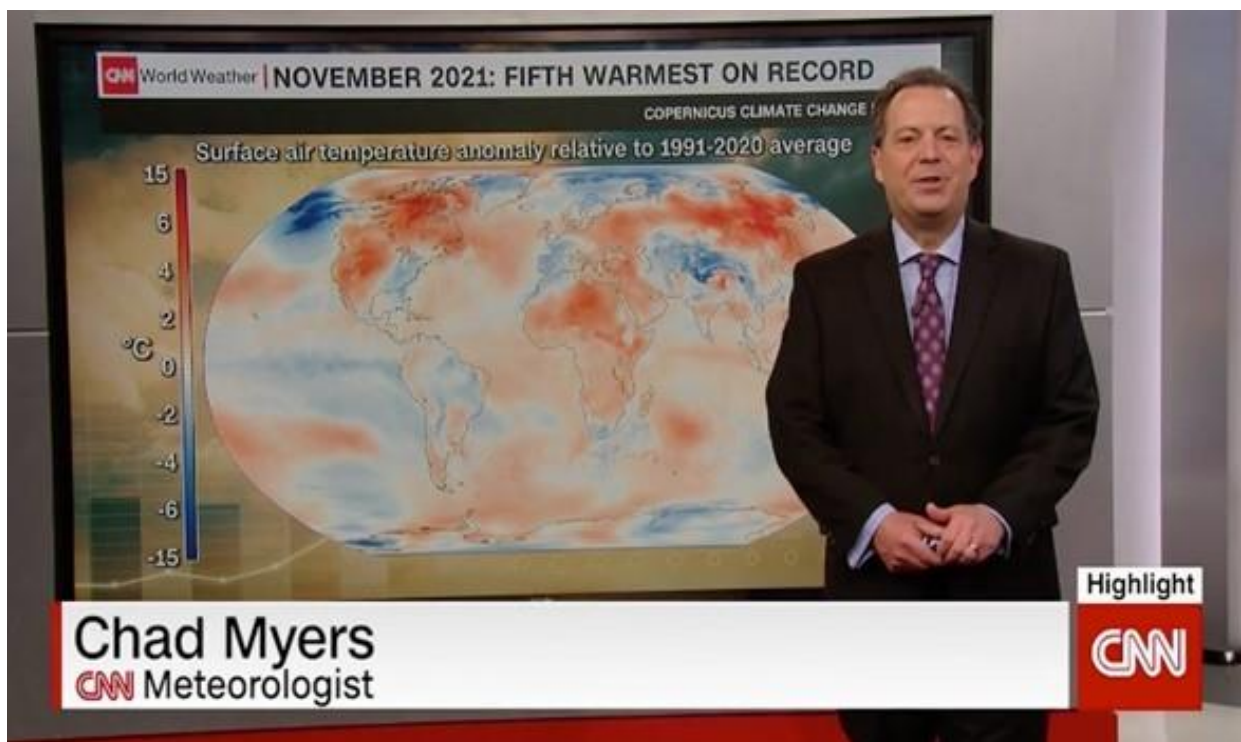 CNN World Weather | NOVEMBER 2021: FIFTH WARMEST ON RECORD
COPERNICUS CLIMATE CHANGE
Surface air temperature anomaly relative to 1991-2020 average
15
6
4
2
°C
0
-2
-4
-6
-15
Highlight
Chad Myers
CNN Meteorologist
CNN